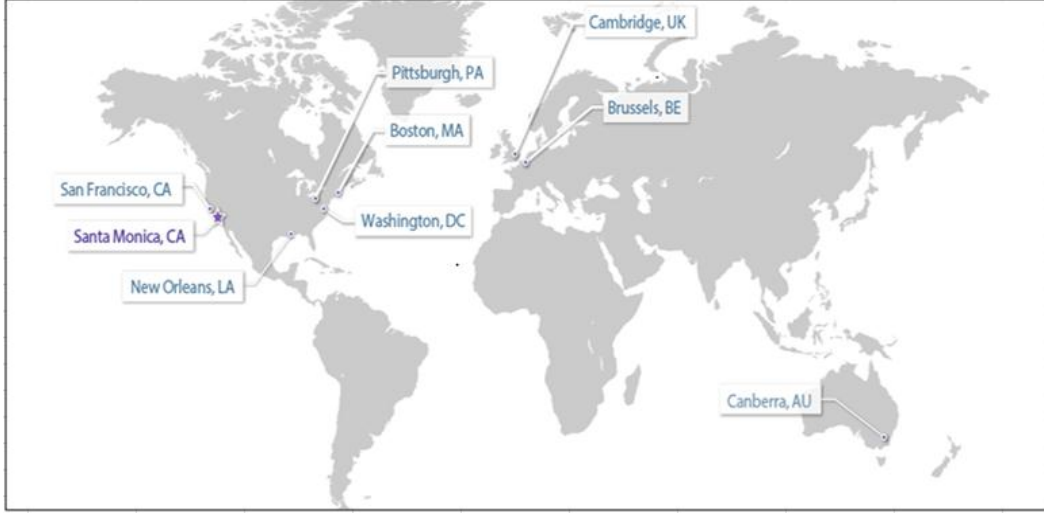 Cambridge, UK
Pittsburgh, PA
Brussels, BE
Boston, MA
San Francisco, CA
Washington, DC
Santa Monica, CA
New Orleans, LA
Canberra, AU